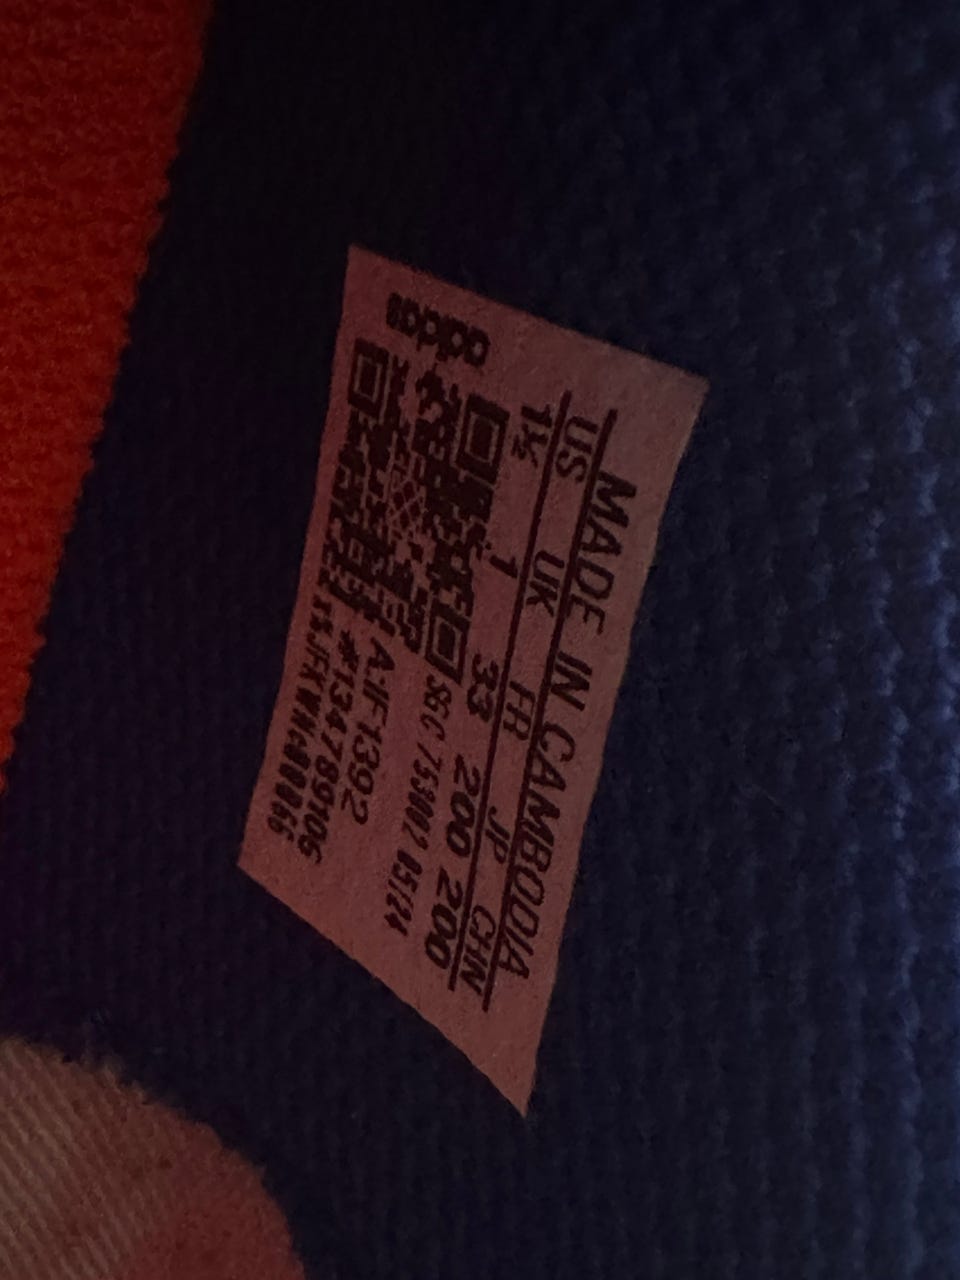 MADE IN CAMBODIA
US UK FR JP CHN
1½ 1 33 200 200
adidas
SGC 753002 05/24
A:IF1392
#1347899106